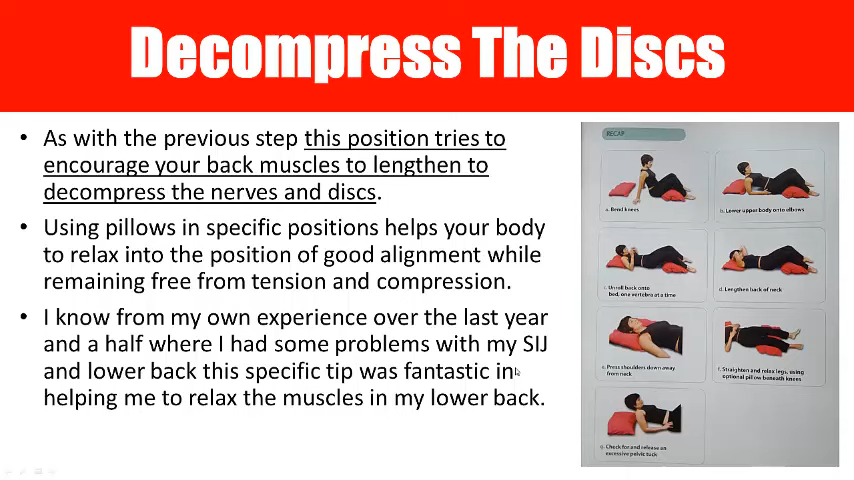 Decompress The Discs
• As with the previous step this position tries to
encourage your back muscles to lengthen to
decompress the nerves and discs.
• Using pillows in specific positions helps your body
to relax into the position of good alignment while
remaining free from tension and compression.
• I know from my own experience over the last year
and a half where I had some problems with my SIJ
and lower back this specific tip was fantastic in
helping me to relax the muscles in my lower back.
RECAP
a. Bend knees
b. Lower upper body onto elbows
c. Unroll back onto
bed, one vertebra at a time
d. Lengthen back of neck
e. Press shoulders down away
from neck
f. Straighten and relax legs, using
optional pillow beneath knees
g. Check for and release an
excessive pelvic tuck